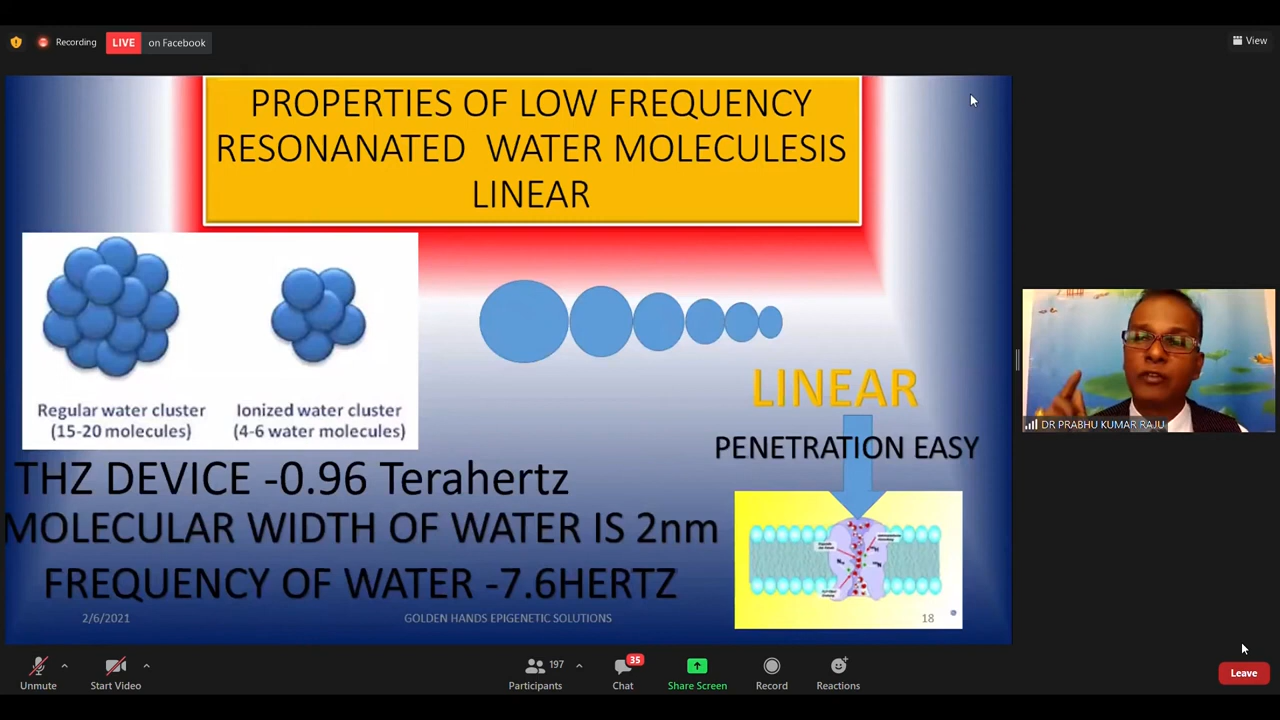 Recording
LIVE on Facebook
View
PROPERTIES OF LOW FREQUENCY
RESONANATED WATER MOLECULESIS
LINEAR
Regular water cluster
(15-20 molecules)
Ionized water cluster
(4-6 water molecules)
LINEAR
PENETRATION EASY
THZ DEVICE -0.96 Terahertz
MOLECULAR WIDTH OF WATER IS 2nm
FREQUENCY OF WATER -7.6HERTZ
2/6/2021
GOLDEN HANDS EPIGENETIC SOLUTIONS
18
DR PRABHU KUMAR RAJU
Unmute
Start Video
197
Participants
35
Chat
Share Screen
Record
Reactions
Leave